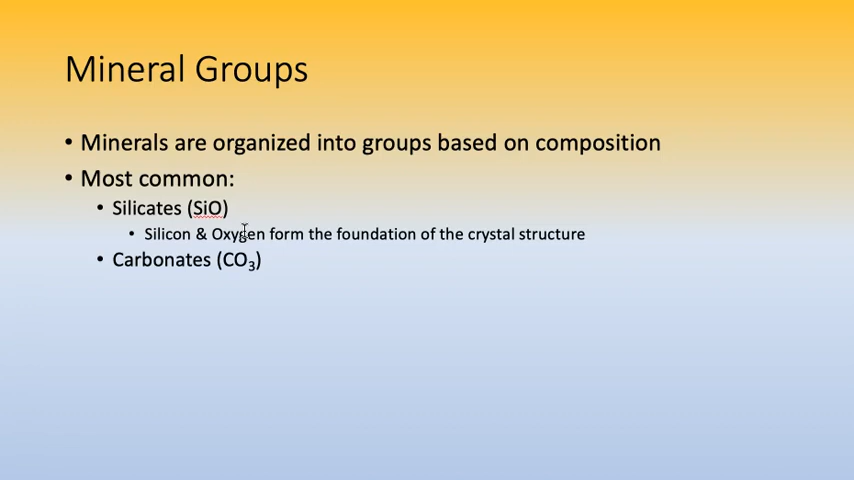 Mineral Groups
• Minerals are organized into groups based on composition
• Most common:
• Silicates (SiO)
• Silicon & Oxygen form the foundation of the crystal structure
• Carbonates (CO₃)